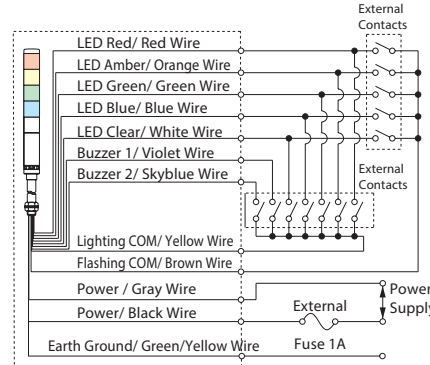 External
Contacts
LED Red/ Red Wire
LED Amber/ Orange Wire
LED Green/ Green Wire
LED Blue/ Blue Wire
LED Clear/ White Wire
Buzzer 1/ Violet Wire
Buzzer 2/ Skyblue Wire
External
Contacts
Lighting COM/ Yellow Wire
Flashing COM/ Brown Wire
Power / Gray Wire
Power
Supply
Power/ Black Wire
External
Fuse 1A
Earth Ground/ Green/Yellow Wire